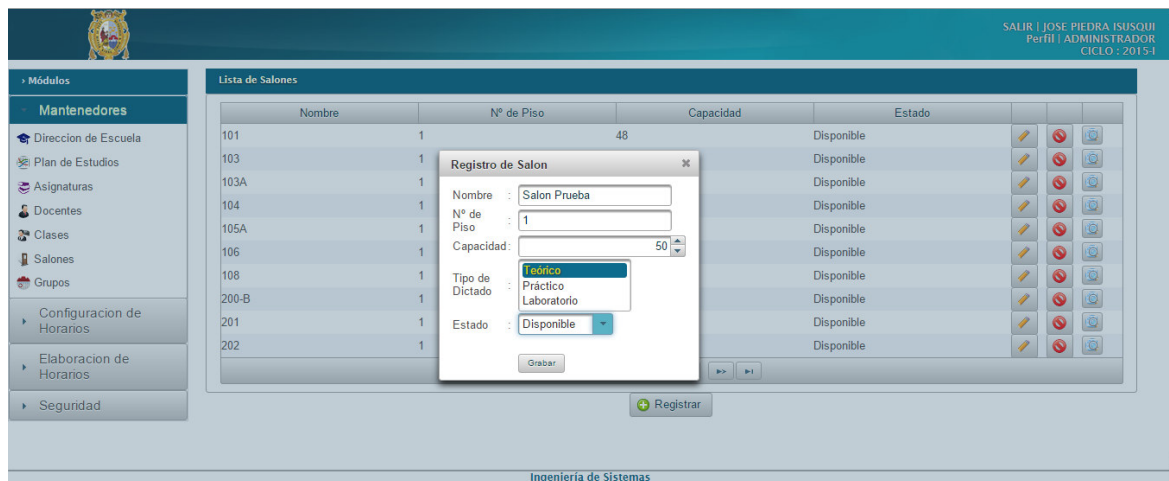 SALIR | JOSE PIEDRA ISUSQUI
Perfil | ADMINISTRADOR
CICLO : 2015-I
Módulos
Mantenedores
Direccion de Escuela
Plan de Estudios
Asignaturas
Docentes
Clases
Salones
Grupos
Configuracion de
Horarios
Elaboracion de
Horarios
Seguridad
Lista de Salones
Nombre Nº de Piso Capacidad Estado
101 1 48 Disponible
103 1 Disponible
103A 1 Disponible
104 1 Disponible
105A 1 Disponible
106 1 Disponible
108 1 Disponible
200-B 1 Disponible
201 1 Disponible
202 1 Disponible
Registro de Salon
Nombre : Salon Prueba
Nº de
Piso : 1
Capacidad : 50
Tipo de
Dictado :
Teórico
Práctico
Laboratorio
Estado : Disponible
Grabar
Registrar
Ingeniería de Sistemas